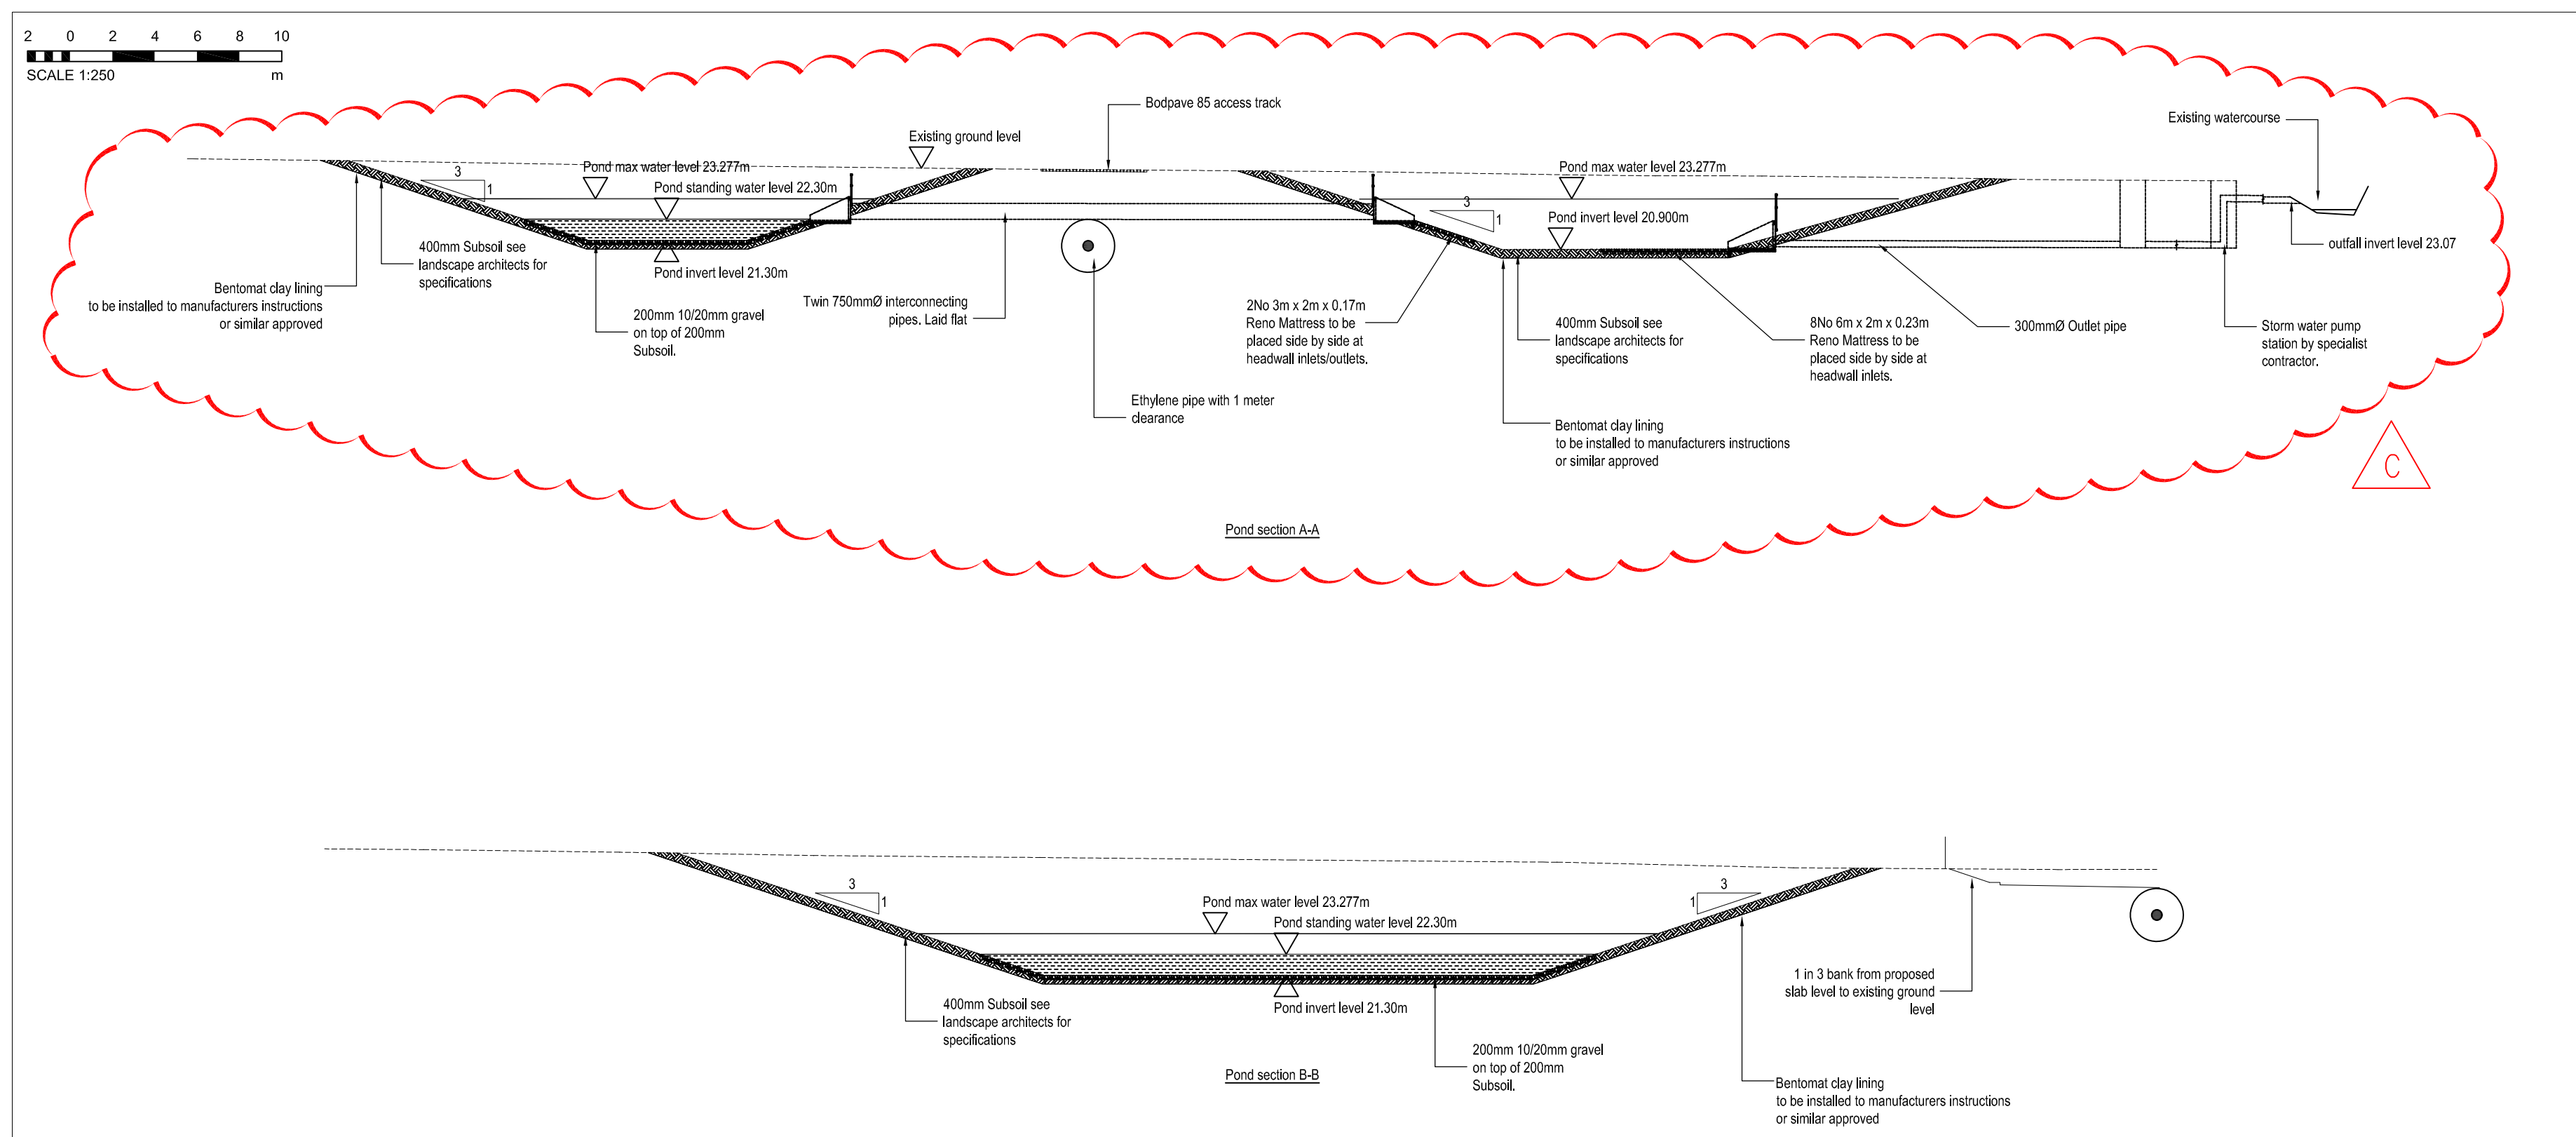 2 0 2 4 6 8 10
SCALE 1:250 m
Bodpave 85 access track
Existing watercourse
Existing ground level
Pond max water level 23.277m
3
1
Pond standing water level 22.30m
Pond max water level 23.277m
3
1
Pond invert level 20.900m
outfall invert level 23.07
400mm Subsoil see
landscape architects for
specifications
Pond invert level 21.30m
Bentomat clay lining
to be installed to manufacturers instructions
or similar approved
200mm 10/20mm gravel
on top of 200mm
Subsoil.
Twin 750mmØ interconnecting
pipes. Laid flat
2No 3m x 2m x 0.17m
Reno Mattress to be
placed side by side at
headwall inlets/outlets.
400mm Subsoil see
landscape architects for
specifications
8No 6m x 2m x 0.23m
Reno Mattress to be
placed side by side at
headwall inlets.
300mmØ Outlet pipe
Storm water pump
station by specialist
contractor.
Ethylene pipe with 1 meter
clearance
Bentomat clay lining
to be installed to manufacturers instructions
or similar approved
C
Pond section A-A
3
1
3
1
Pond max water level 23.277m
Pond standing water level 22.30m
Pond invert level 21.30m
400mm Subsoil see
landscape architects for
specifications
1 in 3 bank from proposed
slab level to existing ground
level
200mm 10/20mm gravel
on top of 200mm
Subsoil.
Pond section B-B
Bentomat clay lining
to be installed to manufacturers instructions
or similar approved